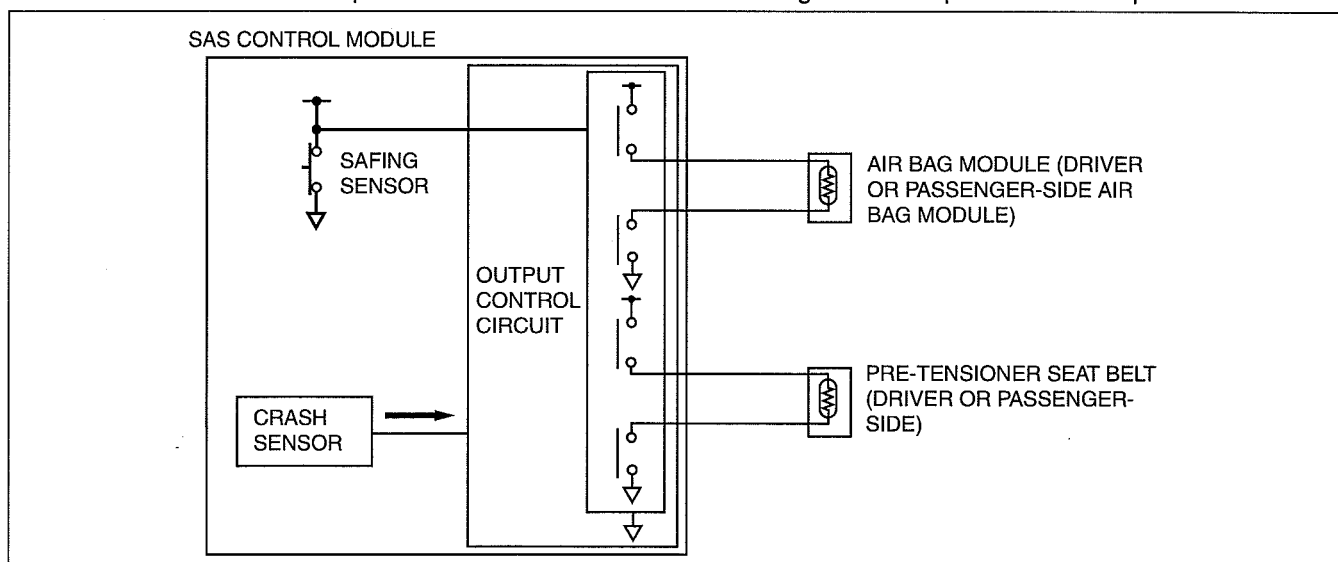 SAS CONTROL MODULE
SAFING
SENSOR
AIR BAG MODULE (DRIVER
OR PASSENGER-SIDE AIR
BAG MODULE)
OUTPUT
CONTROL
CIRCUIT
PRE-TENSIONER SEAT BELT
(DRIVER OR PASSENGER-
SIDE)
CRASH
SENSOR